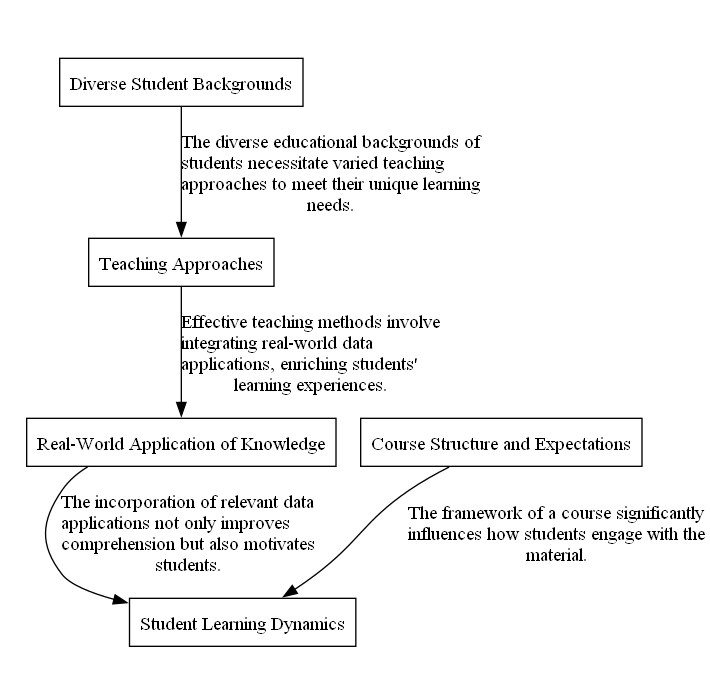 Diverse Student Backgrounds
The diverse educational backgrounds of
students necessitate varied teaching
approaches to meet their unique learning
needs.
Teaching Approaches
Effective teaching methods involve
integrating real-world data
applications, enriching students'
learning experiences.
Real-World Application of Knowledge
Course Structure and Expectations
The incorporation of relevant data
applications not only improves
comprehension but also motivates
students.
The framework of a course significantly
influences how students engage with the
material.
Student Learning Dynamics